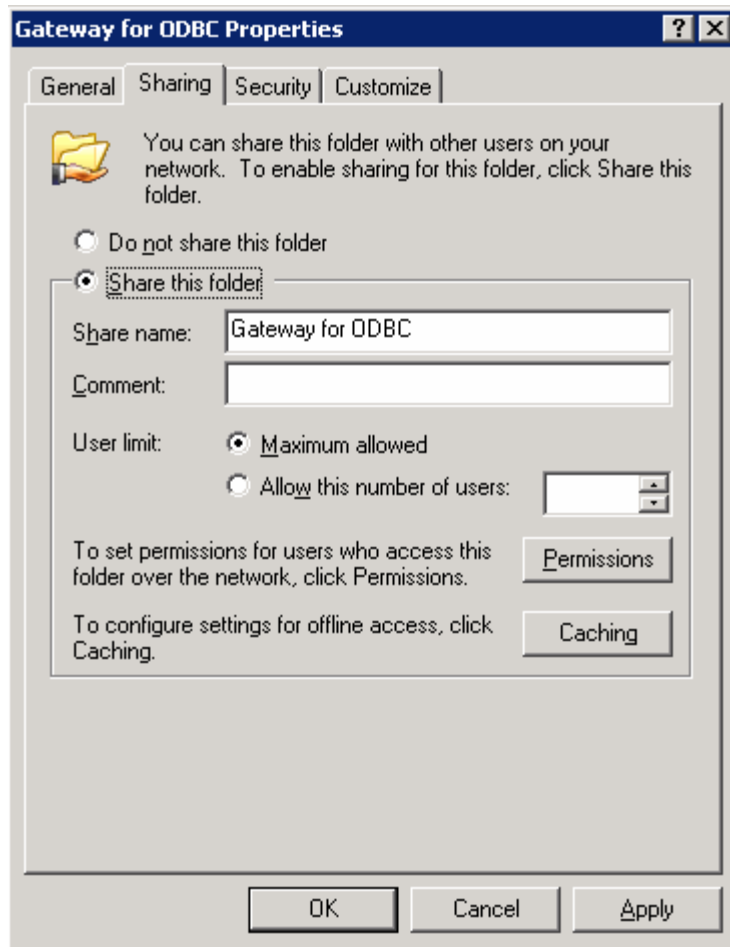 Gateway for ODBC Properties
General Sharing Security Customize
You can share this folder with other users on your
network. To enable sharing for this folder, click Share this
folder.
Do not share this folder
Share this folder
Share name: Gateway for ODBC
Comment:
User limit: Maximum allowed
Allow this number of users:
To set permissions for users who access this
folder over the network, click Permissions.
Permissions
To configure settings for offline access, click
Caching.
Caching
OK Cancel Apply